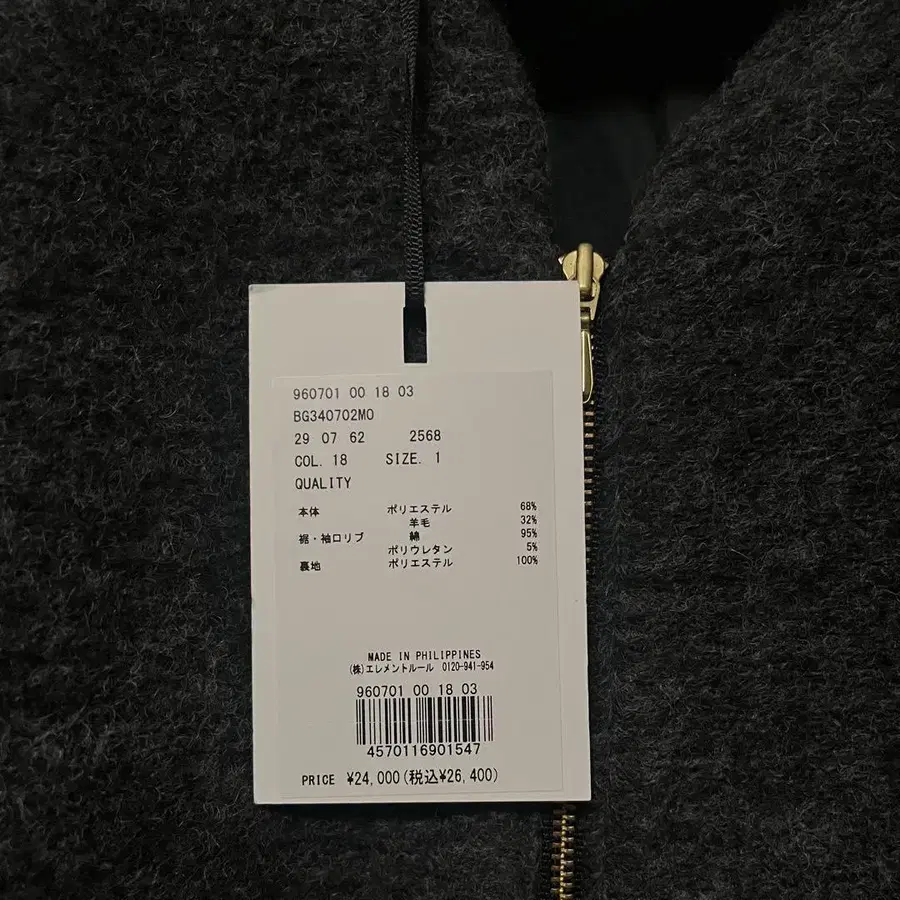 960701 00 18 03
BG340702MO
29 07 62 2568
COL. 18 SIZE. 1
QUALITY
本体 ポリエステル 68%
羊毛 32%
裾・袖口リブ 綿 95%
ポリウレタン 5%
裏地 ポリエステル 100%
MADE IN PHILIPPINES
(株)エレメントルール 0120-941-954
960701 00 18 03
4570116901547
PRICE ¥24,000(税込¥26,400)